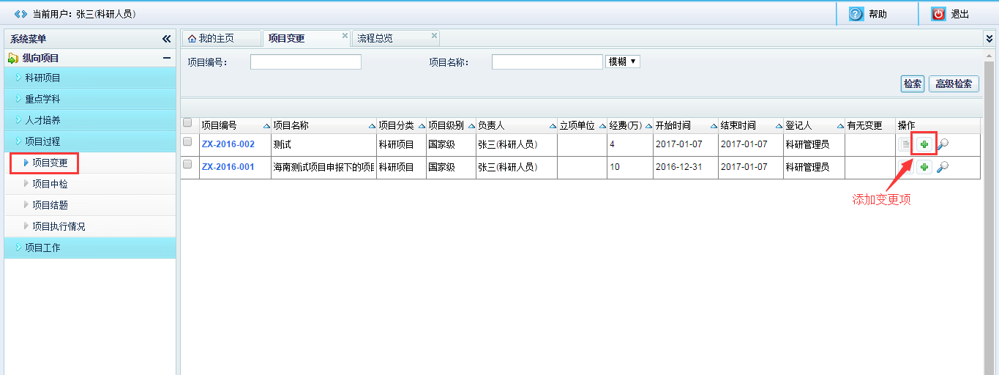 当前用户：张三(科研人员)
帮助
退出
系统菜单
纵向项目
科研项目
重点学科
人才培养
项目过程
项目变更
项目中检
项目结题
项目执行情况
项目工作
我的主页 项目变更 流程总览
项目编号： 项目名称： 模糊
检索 高级检索
项目编号 项目名称 项目分类 项目级别 负责人 立项单位 经费(万) 开始时间 结束时间 登记人 有无变更 操作
ZX-2016-002 测试 科研项目 国家级 张三(科研人员) 4 2017-01-07 2017-01-07 科研管理员
ZX-2016-001 海南测试项目申报下的项目 科研项目 国家级 张三(科研人员) 10 2016-12-31 2017-01-07 科研管理员
添加变更项